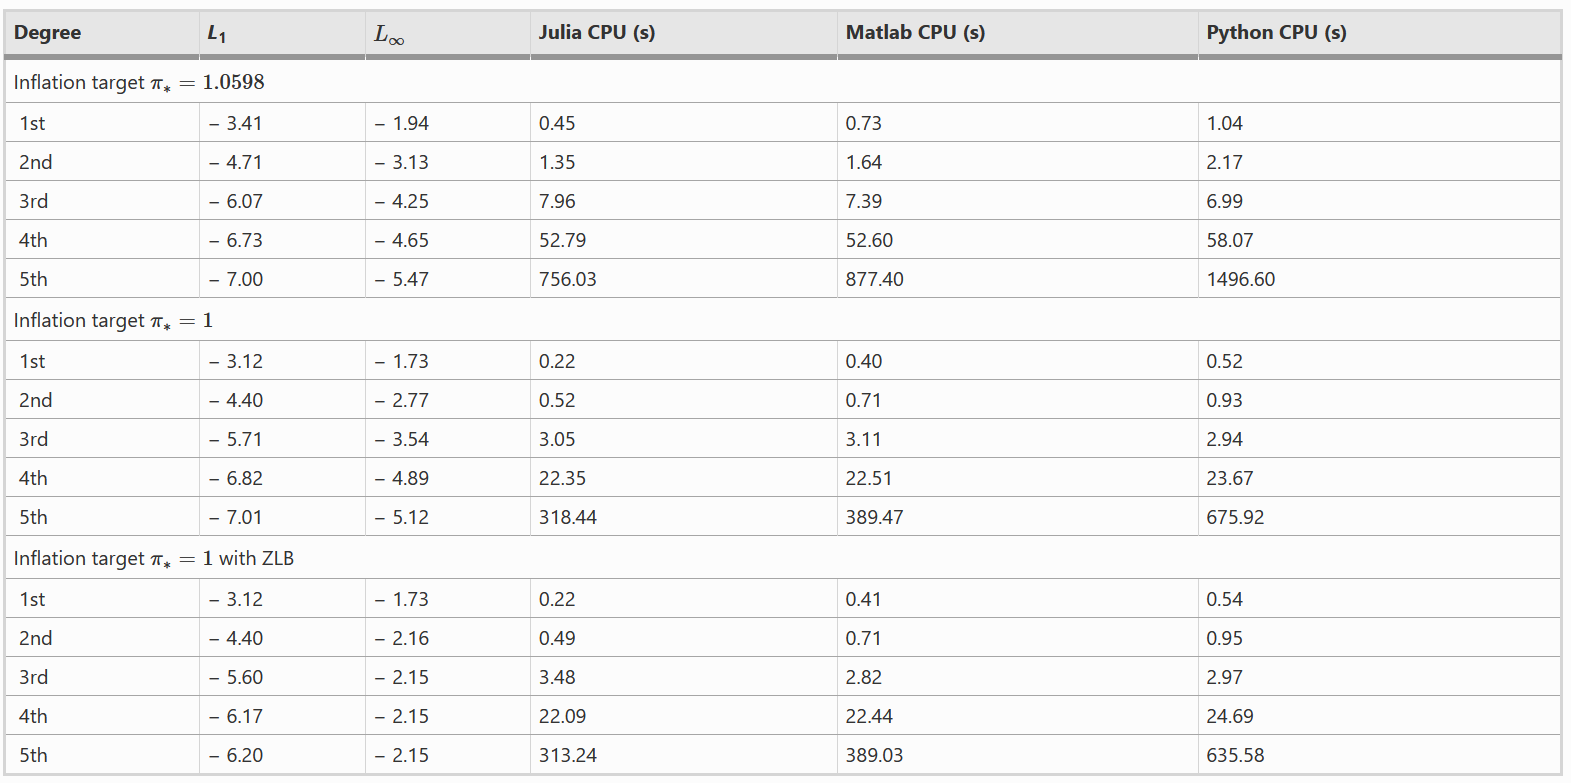 Degree L₁ L∞ Julia CPU (s) Matlab CPU (s) Python CPU (s)
Inflation target π* = 1.0598
1st – 3.41 – 1.94 0.45 0.73 1.04
2nd – 4.71 – 3.13 1.35 1.64 2.17
3rd – 6.07 – 4.25 7.96 7.39 6.99
4th – 6.73 – 4.65 52.79 52.60 58.07
5th – 7.00 – 5.47 756.03 877.40 1496.60
Inflation target π* = 1
1st – 3.12 – 1.73 0.22 0.40 0.52
2nd – 4.40 – 2.77 0.52 0.71 0.93
3rd – 5.71 – 3.54 3.05 3.11 2.94
4th – 6.82 – 4.89 22.35 22.51 23.67
5th – 7.01 – 5.12 318.44 389.47 675.92
Inflation target π* = 1 with ZLB
1st – 3.12 – 1.73 0.22 0.41 0.54
2nd – 4.40 – 2.16 0.49 0.71 0.95
3rd – 5.60 – 2.15 3.48 2.82 2.97
4th – 6.17 – 2.15 22.09 22.44 24.69
5th – 6.20 – 2.15 313.24 389.03 635.58